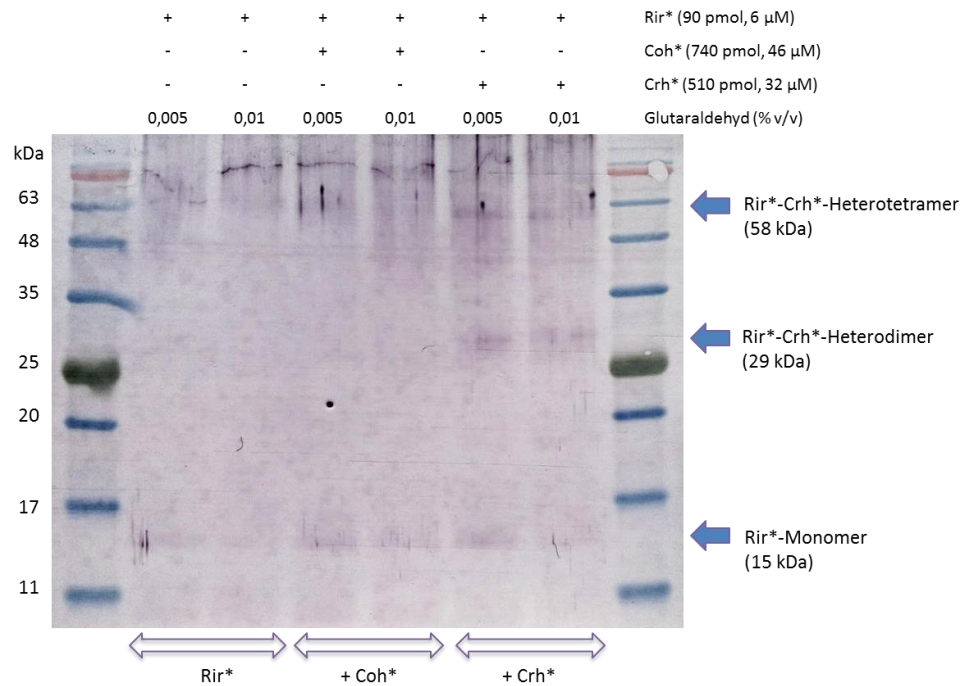 + + + + + + Rir* (90 pmol, 6 µM)
- - + + - - Coh* (740 pmol, 46 µM)
- - - - + + Crh* (510 pmol, 32 µM)
0,005 0,01 0,005 0,01 0,005 0,01 Glutaraldehyd (% v/v)
kDa
63
48
35
25
20
17
11
Rir*-Crh*-Heterotetramer
(58 kDa)
Rir*-Crh*-Heterodimer
(29 kDa)
Rir*-Monomer
(15 kDa)
Rir* + Coh* + Crh*